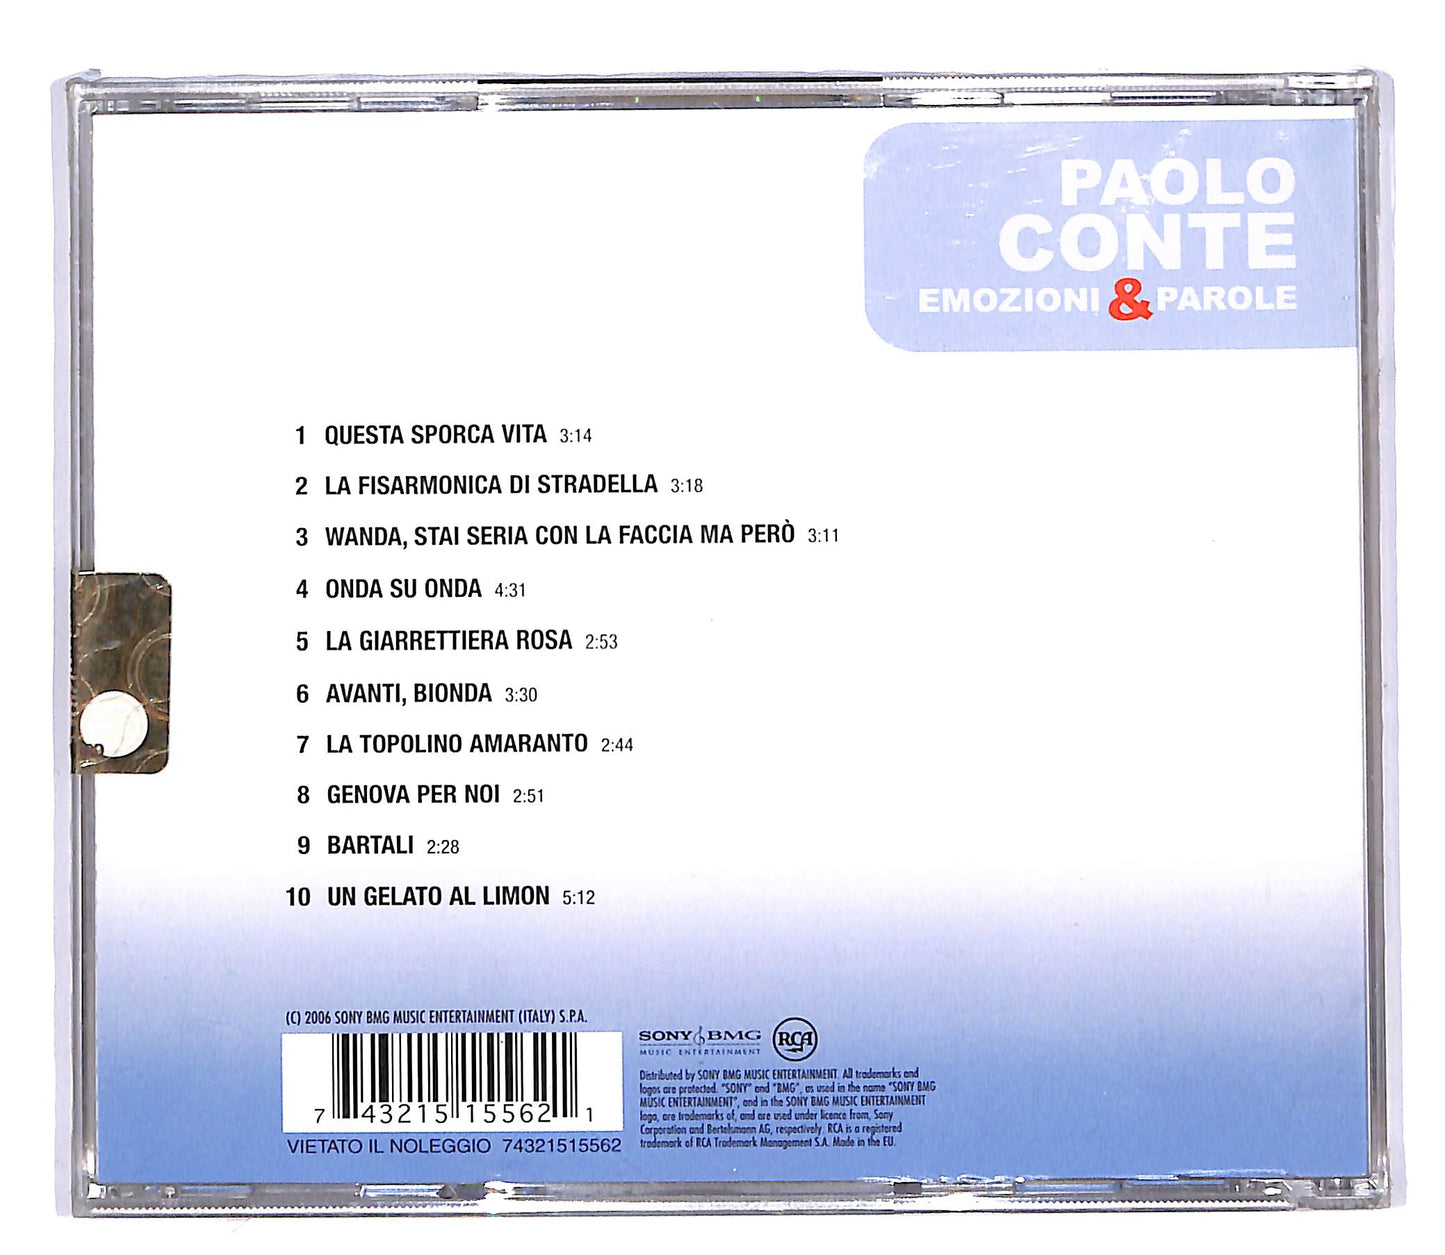 PAOLO
CONTE
EMOZIONI & PAROLE
1 QUESTA SPORCA VITA 3:14
2 LA FISARMONICA DI STRADELLA 3:18
3 WANDA, STAI SERIA CON LA FACCIA MA PERÒ 3:11
4 ONDA SU ONDA 4:31
5 LA GIARRETTIERA ROSA 2:53
6 AVANTI, BIONDA 3:30
7 LA TOPOLINO AMARANTO 2:44
8 GENOVA PER NOI 2:51
9 BARTALI 2:28
10 UN GELATO AL LIMON 5:12
(C) 2006 SONY BMG MUSIC ENTERTAINMENT (ITALY) S.P.A.
7 43215 15562 1
VIETATO IL NOLEGGIO 74321515562
SONY BMG
MUSIC ENTERTAINMENT
RCA
Distributed by SONY BMG MUSIC ENTERTAINMENT. All trademarks and
logos are protected. "SONY" and "BMG", as used in the name "SONY BMG
MUSIC ENTERTAINMENT", and in the SONY BMG MUSIC ENTERTAINMENT
logo, are trademarks of, and are used under licence from, Sony
Corporation and Bertelsmann AG, respectively. RCA is a registered
trademark of RCA Trademark Management S.A. Made in the EU.